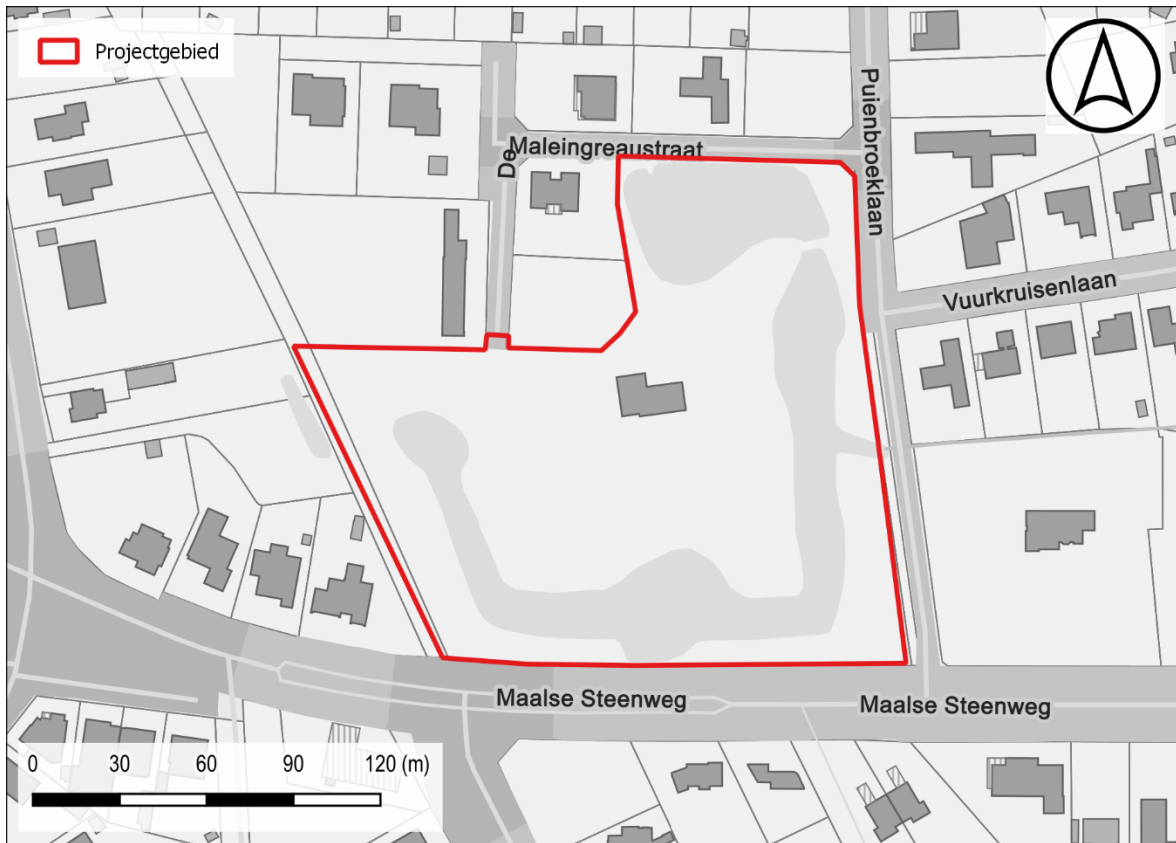 Projectgebied
Puienbroeklaan
De
Maleingreaustraat
Vuurkruisenlaan
Maalse Steenweg
Maalse Steenweg
0 30 60 90 120 (m)